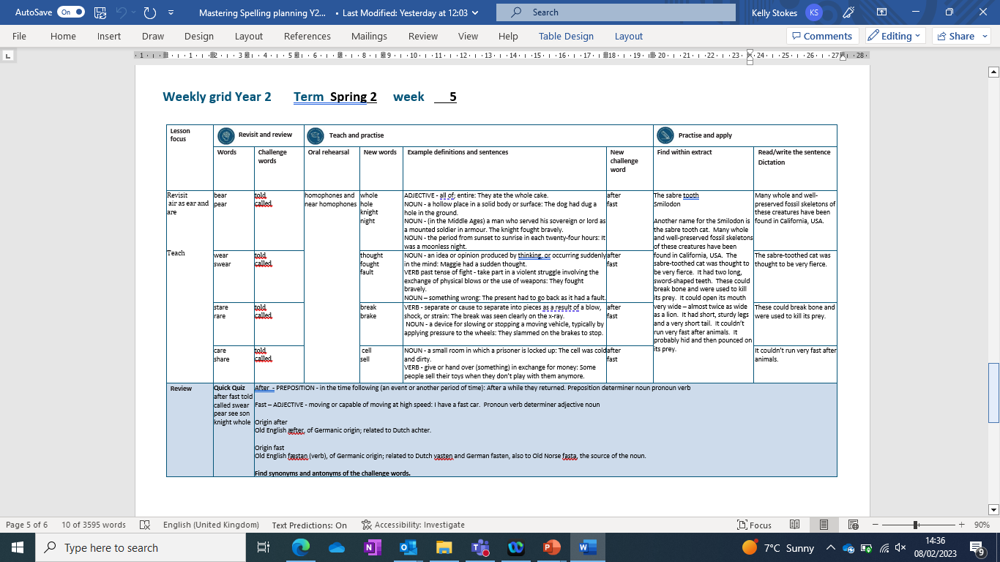 AutoSave On Mastering Spelling planning Y2... • Last Modified: Yesterday at 12:03 Search Kelly Stokes KS
File Home Insert Draw Design Layout References Mailings Review View Help Table Design Layout Comments Editing Share
1 1 2 3 4 5 6 7 8 9 10 11 12 13 14 15 16 17 18 19 20 21 22 23 24 25 26 27 28
Weekly grid Year 2 Term Spring 2 week 5
Lesson
focus
Revisit and review
Teach and practise
Practise and apply
Words
Challenge
words
Oral rehearsal
New words
Example definitions and sentences
New
challenge
word
Find within extract
Read/write the sentence
Dictation
Revisit
air as ear and
are
Teach
bear
pear
told
called
homophones and
near homophones
whole
hole
knight
night
ADJECTIVE - all of; entire: They ate the whole cake.
NOUN - a hollow place in a solid body or surface: The dog had dug a
hole in the ground.
NOUN - (in the Middle Ages) a man who served his sovereign or lord as
a mounted soldier in armour. The knight fought bravely.
NOUN - the period from sunset to sunrise in each twenty-four hours: It
was a moonless night.
after
fast
The sabre tooth
Smilodon
Another name for the Smilodon is
the sabre tooth cat. Many whole
and well-preserved fossil skeletons
of these creatures have been
found in California, USA. The
sabre-toothed cat was thought to
be very fierce. It had two long,
sword-shaped teeth. These could
break bone and were used to kill
its prey. It could open its mouth
very wide – almost twice as wide
as a lion. It had short, sturdy legs
and a very short tail. It couldn't
run very fast after animals. It
probably hid and then pounced on
its prey.
Many whole and well-
preserved fossil skeletons of
these creatures have been
found in California, USA.
wear
swear
told
called
thought
fought
fault
NOUN - an idea or opinion produced by thinking, or occurring suddenly
in the mind: Maggie had a sudden thought.
VERB past tense of fight - take part in a violent struggle involving the
exchange of physical blows or the use of weapons: They fought
bravely.
NOUN – something wrong: The present had to go back as it had a fault.
after
fast
The sabre-toothed cat was
thought to be very fierce.
stare
rare
told
called
break
brake
VERB - separate or cause to separate into pieces as a result of a blow,
shock, or strain: The break was seen clearly on the x-ray.
NOUN - a device for slowing or stopping a moving vehicle, typically by
applying pressure to the wheels: They slammed on the brakes to stop.
after
fast
These could break bone and
were used to kill its prey.
care
share
told
called
cell
sell
NOUN - a small room in which a prisoner is locked up: The cell was cold
and dirty.
VERB - give or hand over (something) in exchange for money: Some
people sell their toys when they don't play with them anymore.
after
fast
It couldn't run very fast after
animals.
Review
Quick Quiz
after fast told
called swear
pear see son
knight whole
After - PREPOSITION - in the time following (an event or another period of time): After a while they returned. Preposition determiner noun pronoun verb
Fast – ADJECTIVE - moving or capable of moving at high speed: I have a fast car. Pronoun verb determiner adjective noun
Origin after
Old English æfter, of Germanic origin; related to Dutch achter.
Origin fast
Old English fæstan (verb), of Germanic origin; related to Dutch vasten and German fasten, also to Old Norse fasta, the source of the noun.
Find synonyms and antonyms of the challenge words.
Page 5 of 6 10 of 3595 words English (United Kingdom) Text Predictions: On Accessibility: Investigate Focus 90%
Type here to search 7°C Sunny 14:36
08/02/2023 9